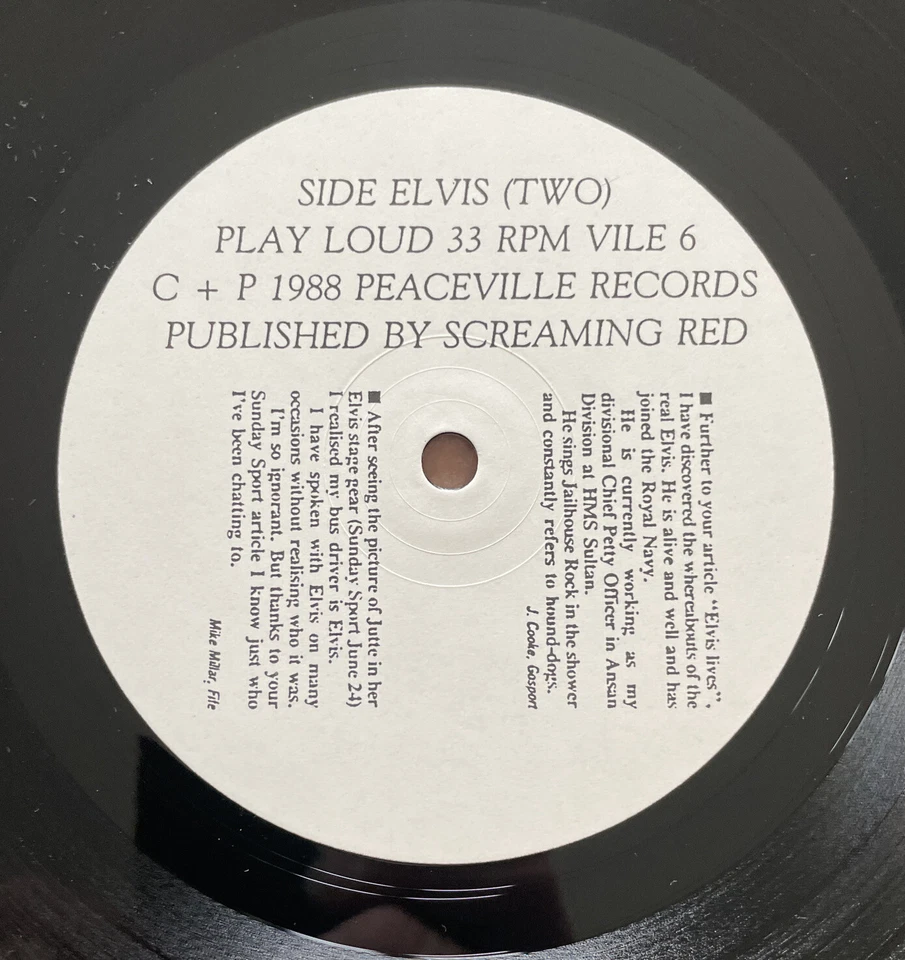 SIDE ELVIS (TWO)
PLAY LOUD 33 RPM VILE 6
C + P 1988 PEACEVILLE RECORDS
PUBLISHED BY SCREAMING RED
■ Further to your article “Elvis lives”,
I have discovered the whereabouts of the
real Elvis. He is alive and well and has
joined the Royal Navy.
He is currently working as my
divisional Chief Petty Officer in Ansan
Division at HMS Sultan.
He sings Jailhouse Rock in the shower
and constantly refers to hound-dogs.
J. Cooke, Gosport
■ After seeing the picture of Jutte in her
Elvis stage gear (Sunday Sport June 24)
I realised my bus driver is Elvis.
I have spoken with Elvis on many
occasions without realising who it was.
I'm so ignorant. But thanks to your
Sunday Sport article I know just who
I've been chatting to.
Mike Millar, Fife